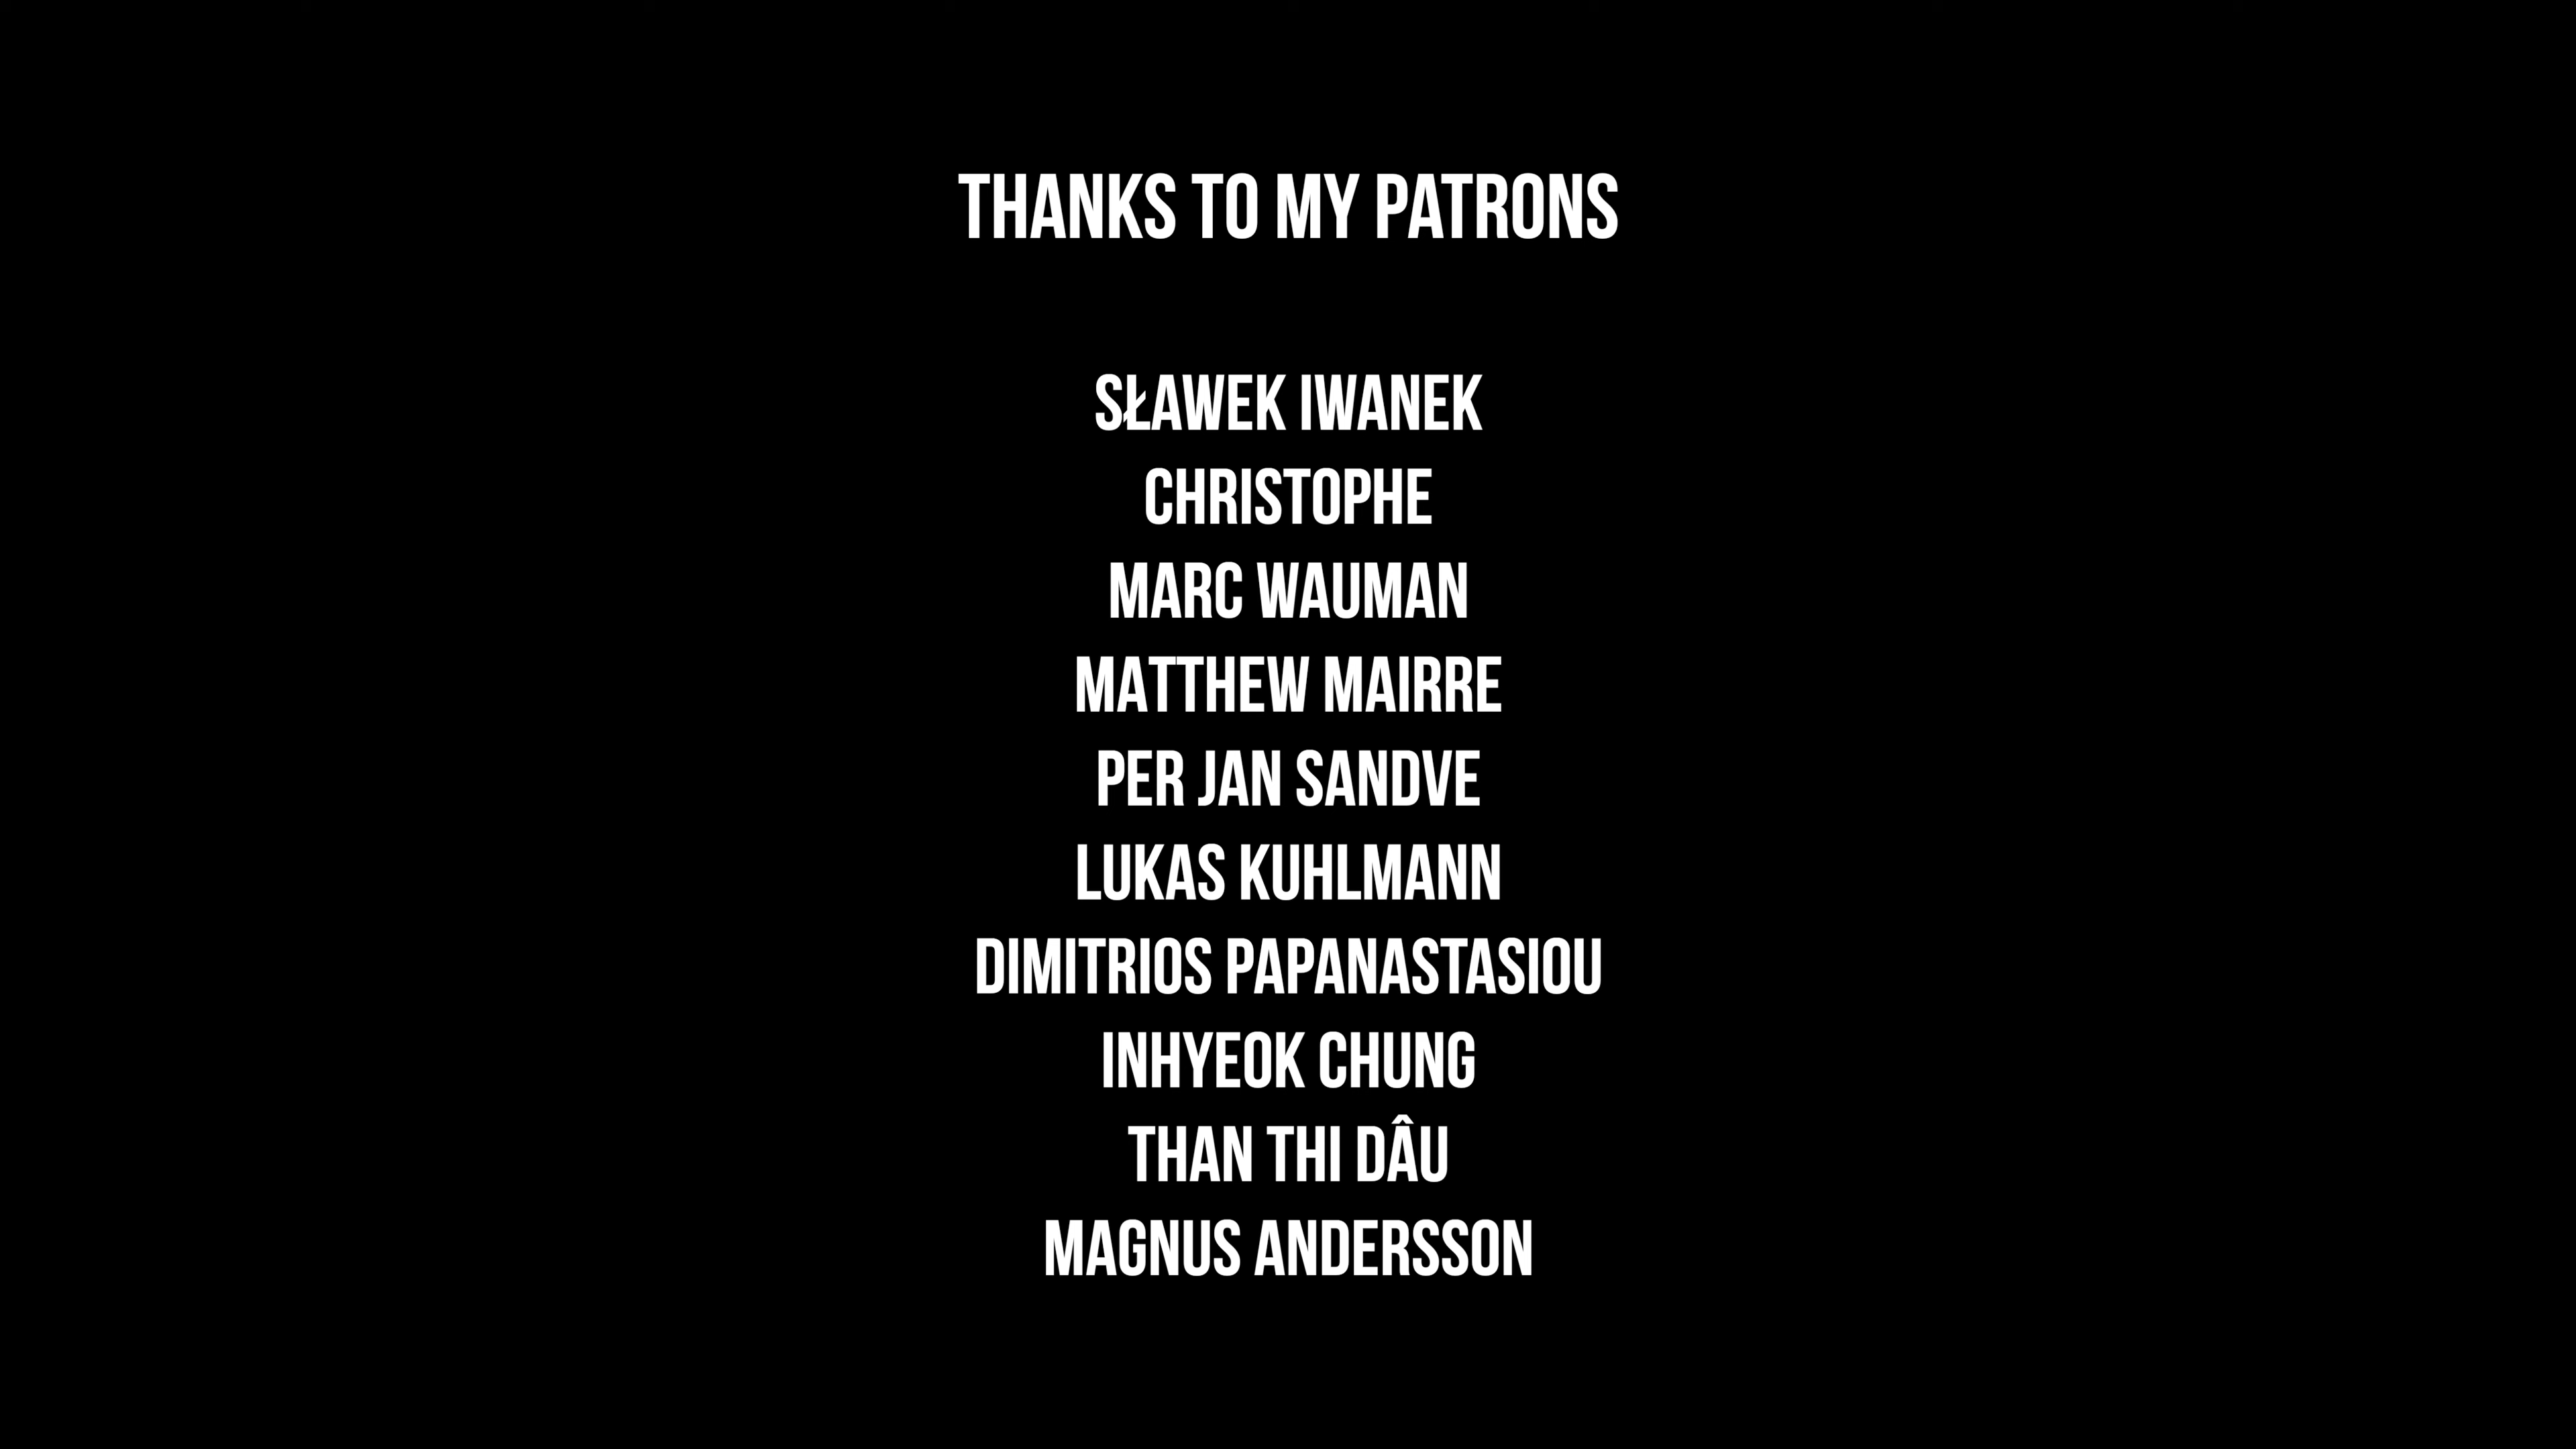 THANKS TO MY PATRONS
SŁAWEK IWANEK
CHRISTOPHE
MARC WAUMAN
MATTHEW MAIRRE
PER JAN SANDVE
LUKAS KUHLMANN
DIMITRIOS PAPANASTASIOU
INHYEOK CHUNG
THAN THI DÂU
MAGNUS ANDERSSON